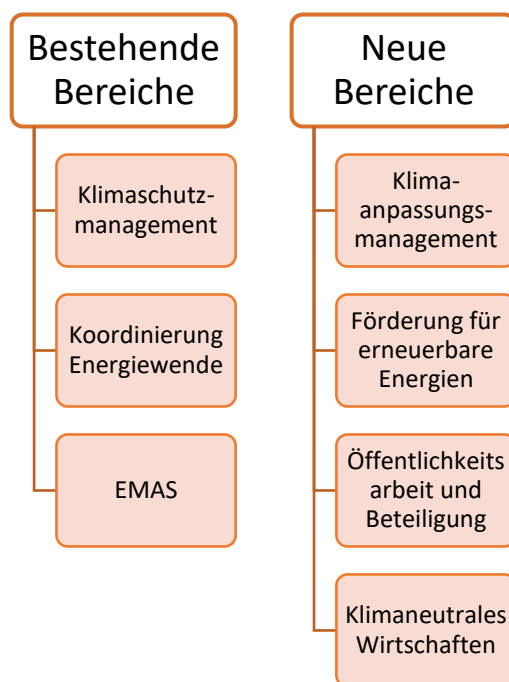 Bestehende
Bereiche
Klimaschutz-
management
Koordinierung
Energiewende
EMAS
Neue
Bereiche
Klima-
anpassungs-
management
Förderung für
erneuerbare
Energien
Öffentlichkeits
arbeit und
Beteiligung
Klimaneutrales
Wirtschaften